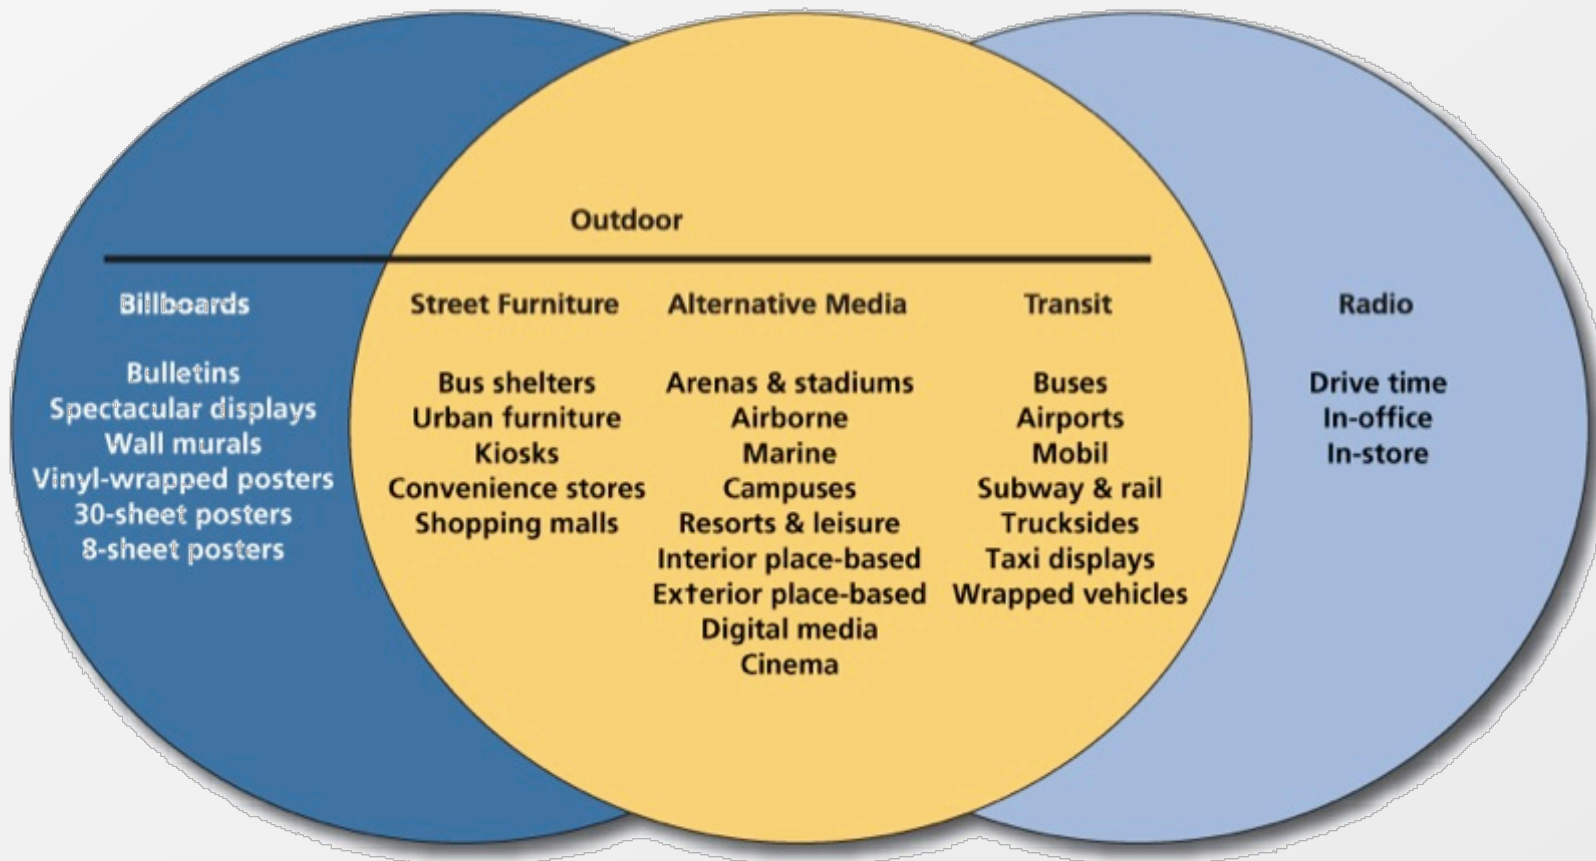 Outdoor
Billboards
Bulletins
Spectacular displays
Wall murals
Vinyl-wrapped posters
30-sheet posters
8-sheet posters
Street Furniture
Bus shelters
Urban furniture
Kiosks
Convenience stores
Shopping malls
Alternative Media
Arenas & stadiums
Airborne
Marine
Campuses
Resorts & leisure
Interior place-based
Exterior place-based
Digital media
Cinema
Transit
Buses
Airports
Mobil
Subway & rail
Trucksides
Taxi displays
Wrapped vehicles
Radio
Drive time
In-office
In-store